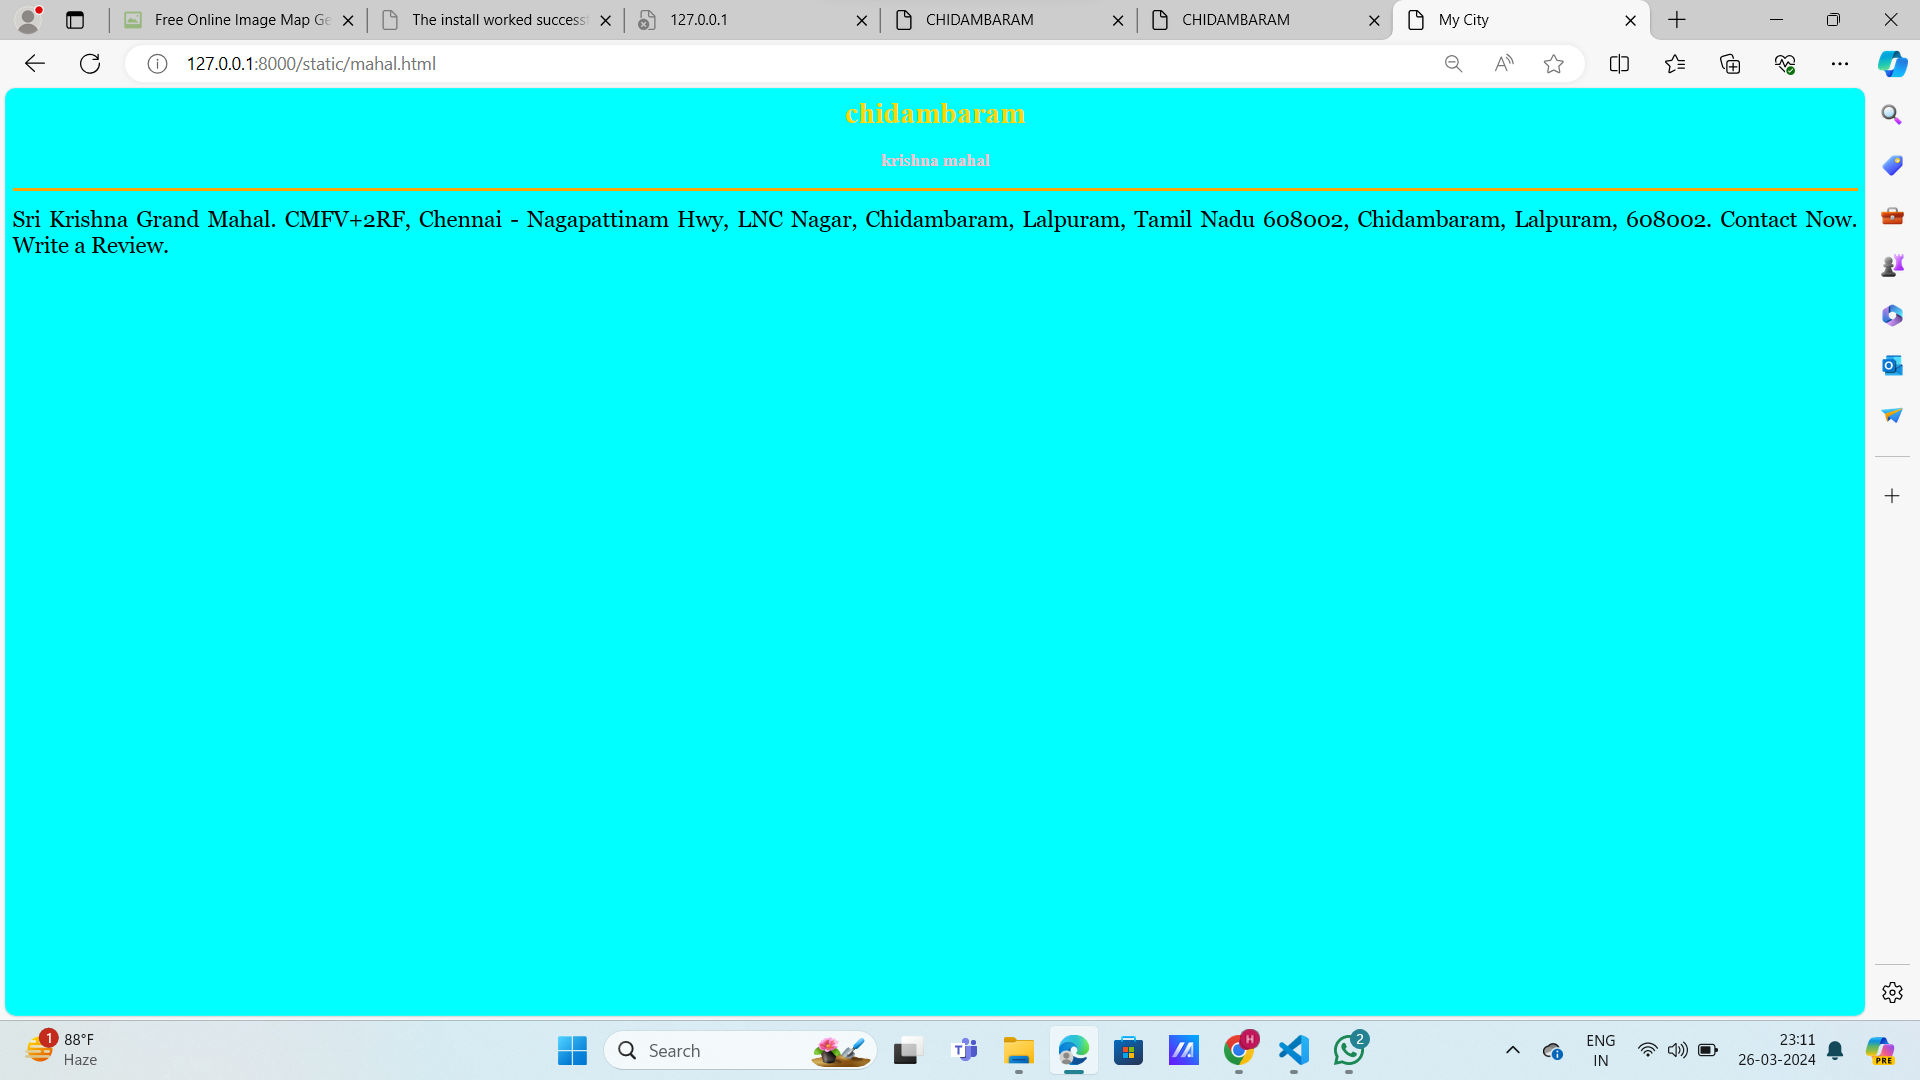 Free Online Image Map Ge
The install worked success
127.0.0.1
CHIDAMBARAM
CHIDAMBARAM
My City
127.0.0.1:8000/static/mahal.html
chidambaram
krishna mahal
Sri Krishna Grand Mahal. CMFV+2RF, Chennai - Nagapattinam Hwy, LNC Nagar, Chidambaram, Lalpuram, Tamil Nadu 608002, Chidambaram, Lalpuram, 608002. Contact Now.
Write a Review.
1
88°F
Haze
Search
H
2
ENG
IN
23:11
26-03-2024
PRE